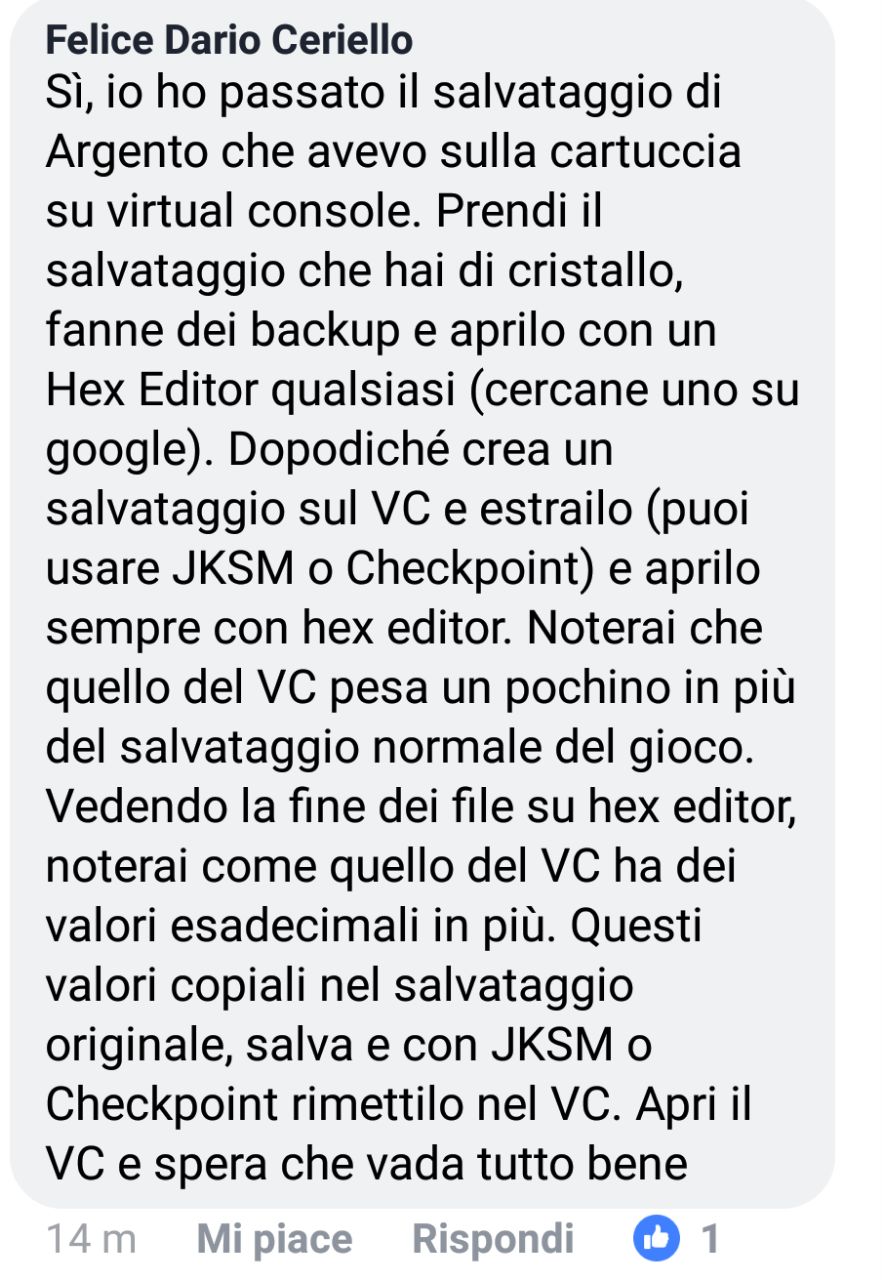 Felice Dario Ceriello
Sì, io ho passato il salvataggio di
Argento che avevo sulla cartuccia
su virtual console. Prendi il
salvataggio che hai di cristallo,
fanne dei backup e aprilo con un
Hex Editor qualsiasi (cercane uno su
google). Dopodiché crea un
salvataggio sul VC e estrailo (puoi
usare JKSM o Checkpoint) e aprilo
sempre con hex editor. Noterai che
quello del VC pesa un pochino in più
del salvataggio normale del gioco.
Vedendo la fine dei file su hex editor,
noterai come quello del VC ha dei
valori esadecimali in più. Questi
valori copiali nel salvataggio
originale, salva e con JKSM o
Checkpoint rimettilo nel VC. Apri il
VC e spera che vada tutto bene
14 m Mi piace Rispondi 1